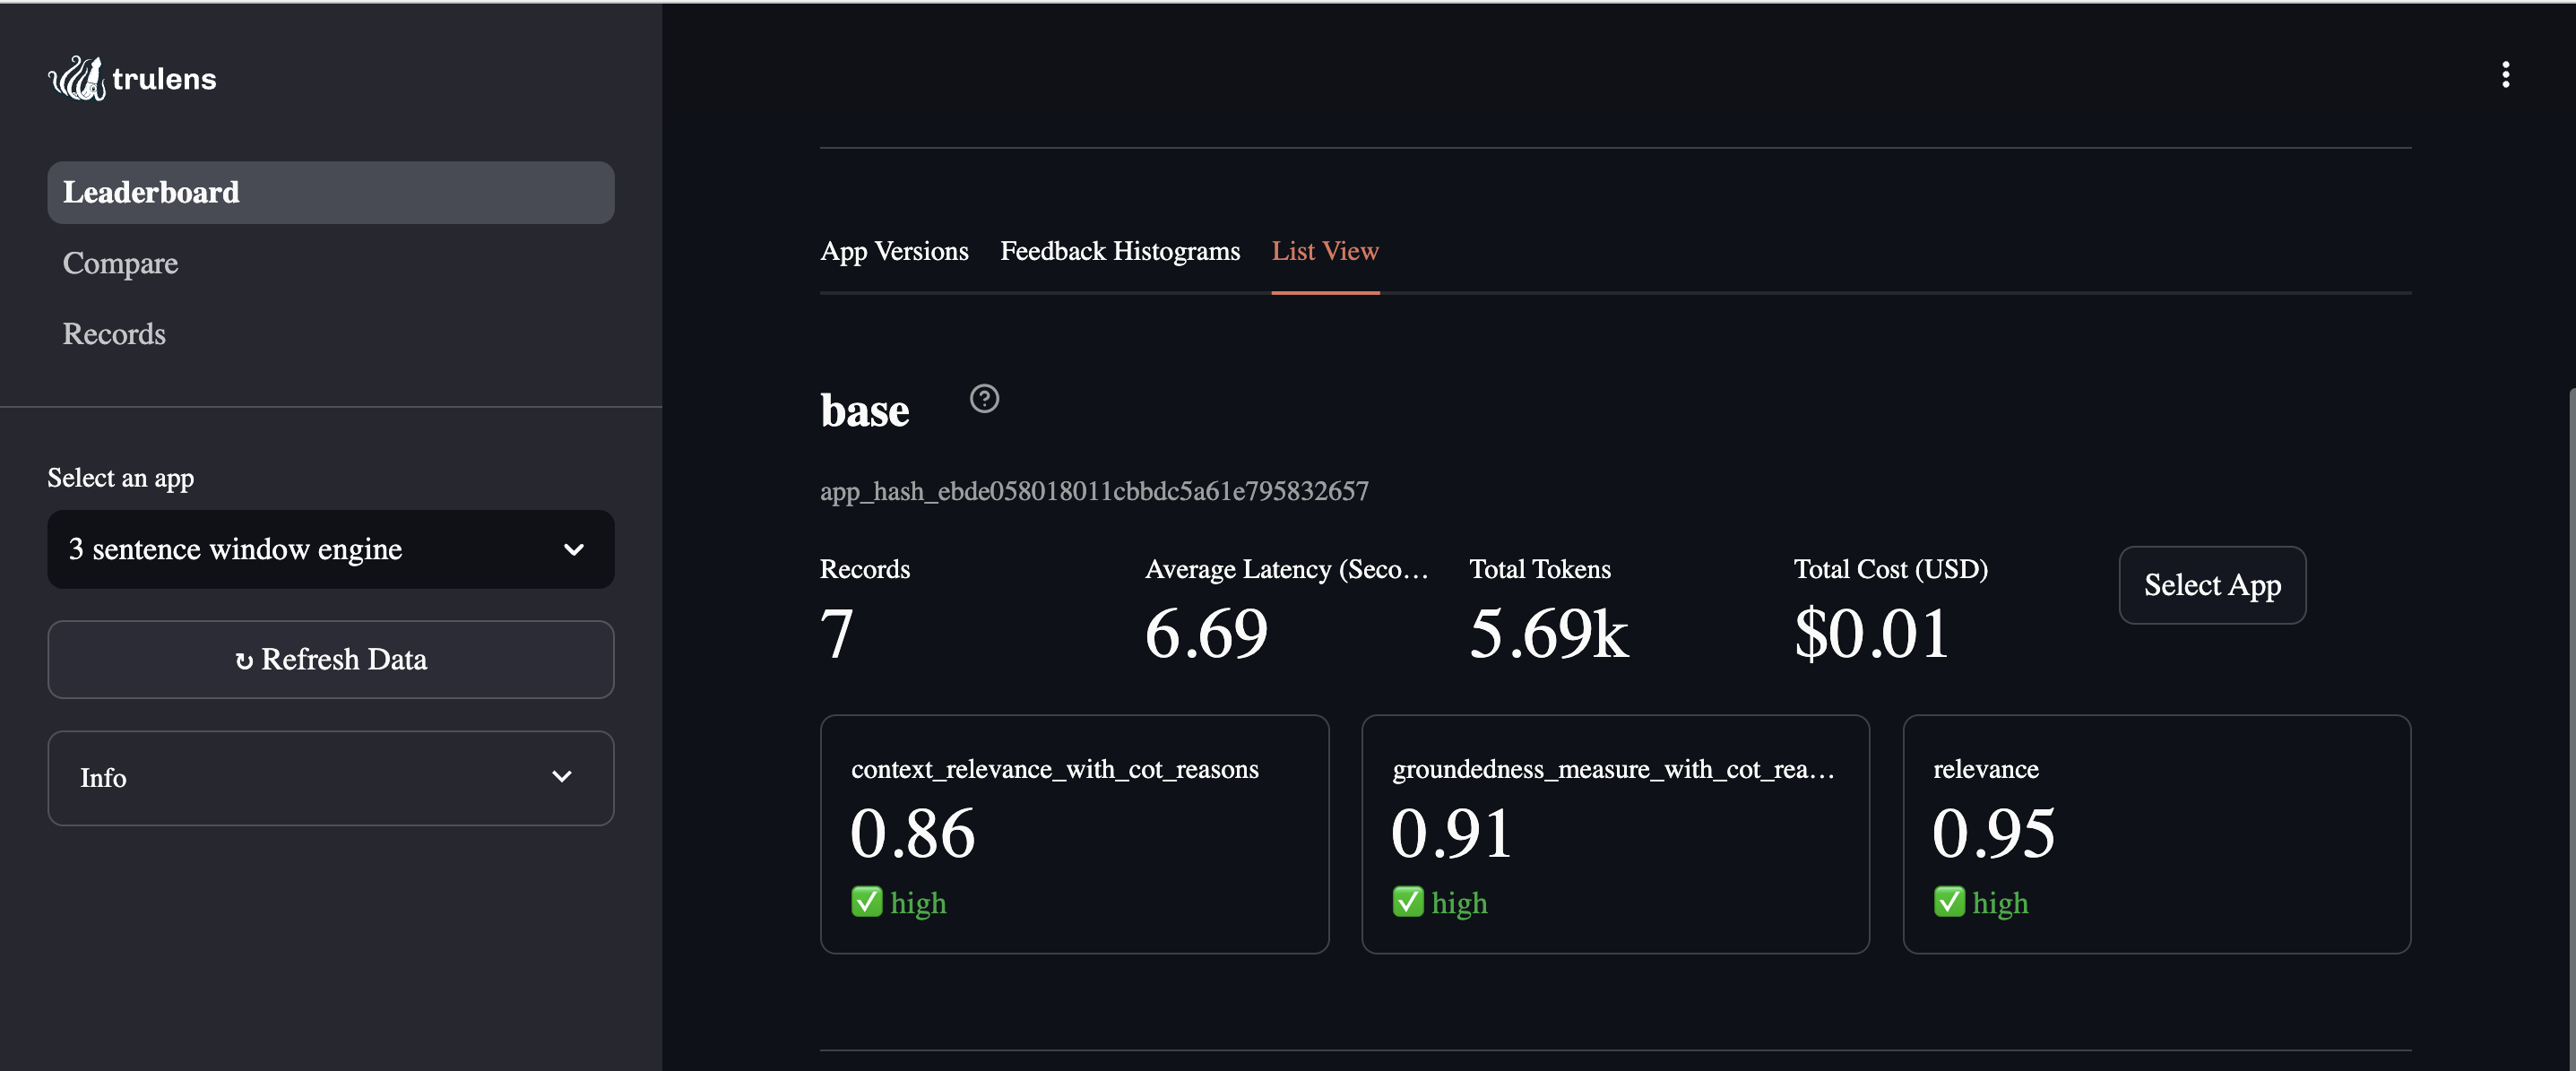 trulens
Leaderboard
Compare
Records
Select an app
3 sentence window engine
↻ Refresh Data
Info
App Versions Feedback Histograms List View
base
app_hash_ebde058018011cbbdc5a61e795832657
Records
7
Average Latency (Seco…
6.69
Total Tokens
5.69k
Total Cost (USD)
$0.01
Select App
context_relevance_with_cot_reasons
0.86
✅ high
groundedness_measure_with_cot_rea…
0.91
✅ high
relevance
0.95
✅ high